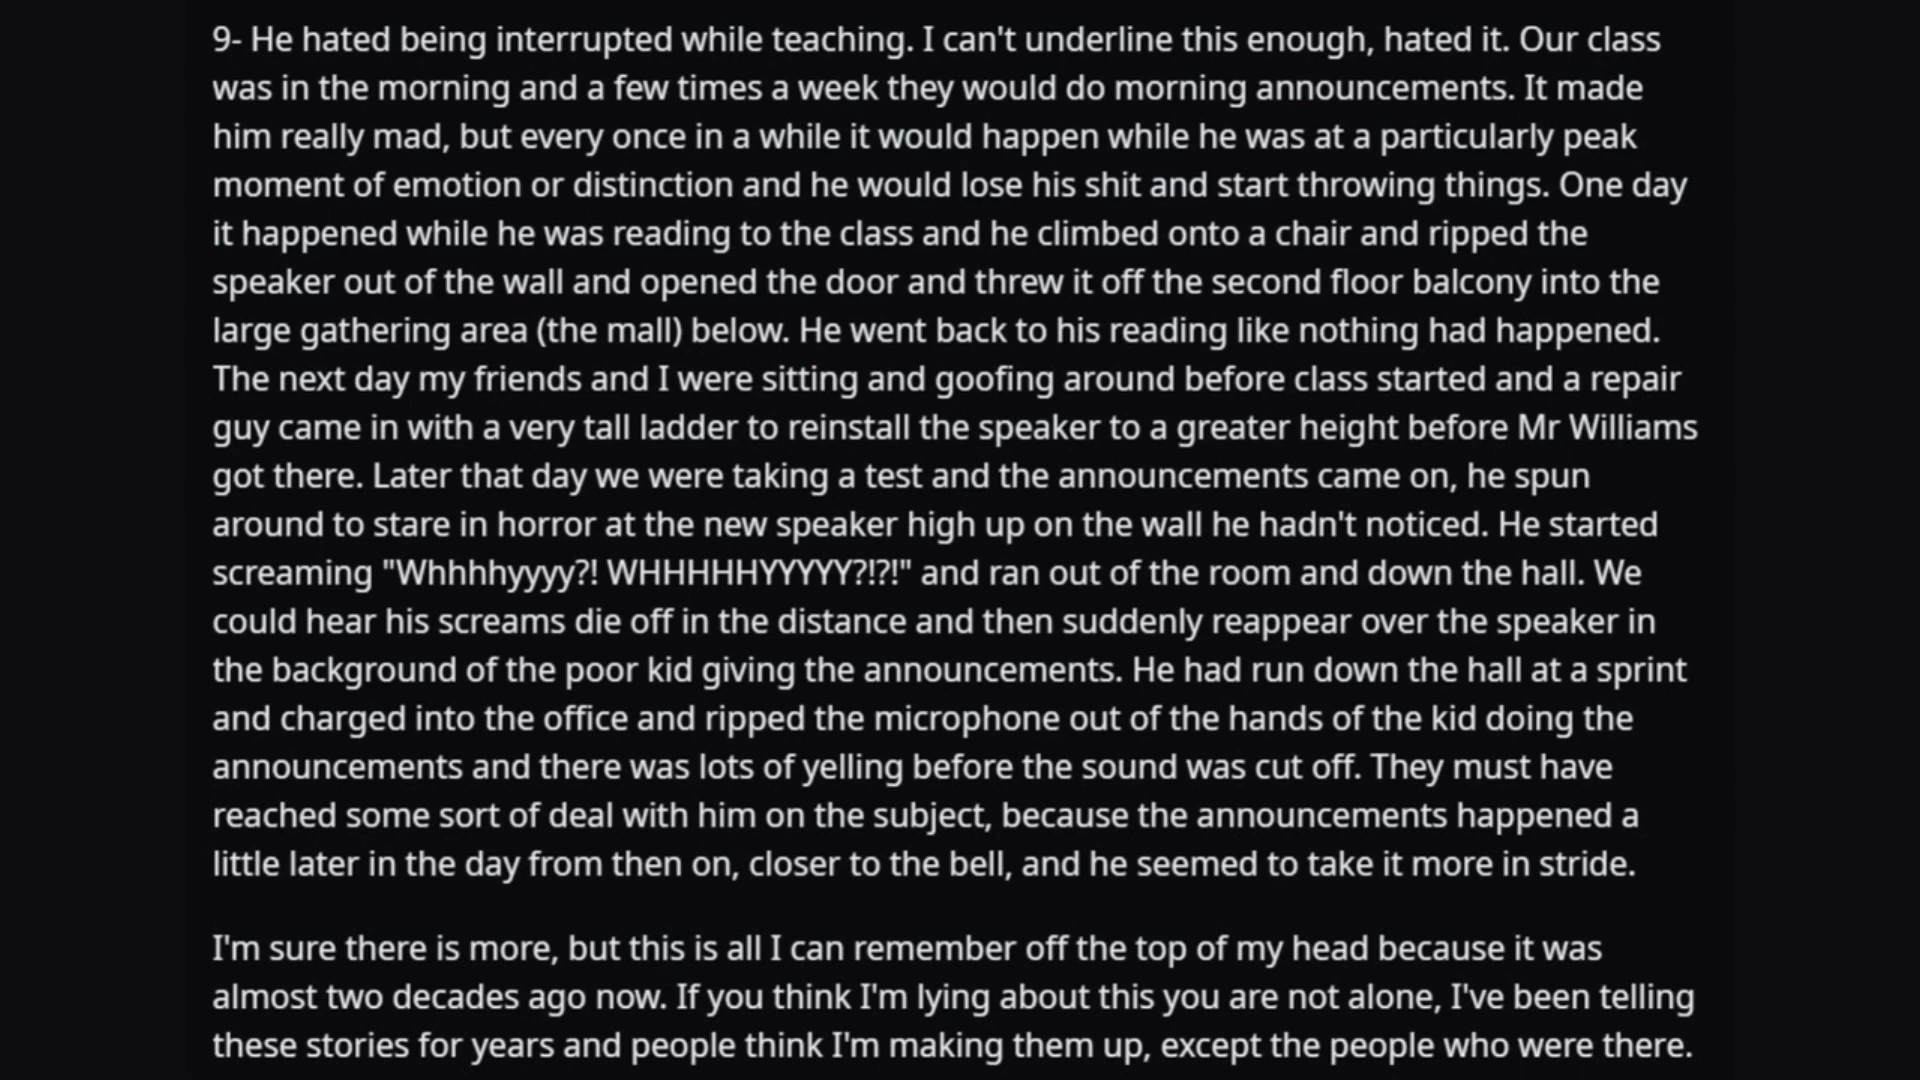 9- He hated being interrupted while teaching. I can't underline this enough, hated it. Our class
was in the morning and a few times a week they would do morning announcements. It made
him really mad, but every once in a while it would happen while he was at a particularly peak
moment of emotion or distinction and he would lose his shit and start throwing things. One day
it happened while he was reading to the class and he climbed onto a chair and ripped the
speaker out of the wall and opened the door and threw it off the second floor balcony into the
large gathering area (the mall) below. He went back to his reading like nothing had happened.
The next day my friends and I were sitting and goofing around before class started and a repair
guy came in with a very tall ladder to reinstall the speaker to a greater height before Mr Williams
got there. Later that day we were taking a test and the announcements came on, he spun
around to stare in horror at the new speaker high up on the wall he hadn't noticed. He started
screaming "Whhhhyyyy?! WHHHHHYYYYY?!?!" and ran out of the room and down the hall. We
could hear his screams die off in the distance and then suddenly reappear over the speaker in
the background of the poor kid giving the announcements. He had run down the hall at a sprint
and charged into the office and ripped the microphone out of the hands of the kid doing the
announcements and there was lots of yelling before the sound was cut off. They must have
reached some sort of deal with him on the subject, because the announcements happened a
little later in the day from then on, closer to the bell, and he seemed to take it more in stride.
I'm sure there is more, but this is all I can remember off the top of my head because it was
almost two decades ago now. If you think I'm lying about this you are not alone, I've been telling
these stories for years and people think I'm making them up, except the people who were there.